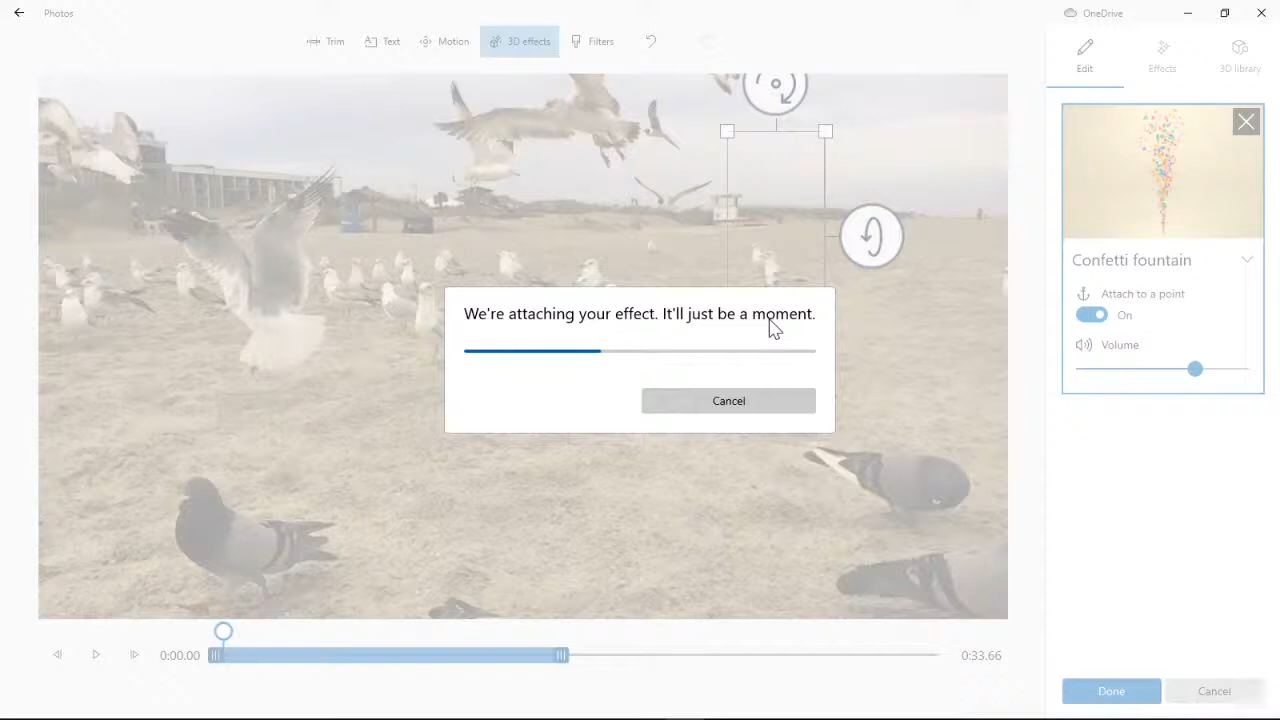 Photos
OneDrive
Trim
Text
Motion
3D effects
Filters
Edit
Effects
3D library
Confetti fountain
Attach to a point
On
Volume
We're attaching your effect. It'll just be a moment.
Cancel
0:00.00
0:33.66
Done
Cancel